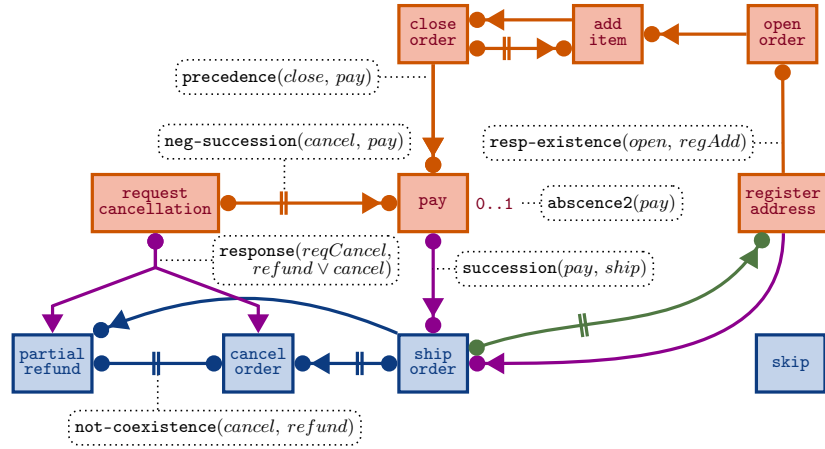 close
order
add
item
open
order
precedence(close, pay)
neg-succession(cancel, pay)
resp-existence(open, regAdd)
request
cancellation
pay
0..1
abscence2(pay)
register
address
response(reqCancel,
refund ∨ cancel)
succession(pay, ship)
partial
refund
cancel
order
ship
order
skip
not-coexistence(cancel, refund)